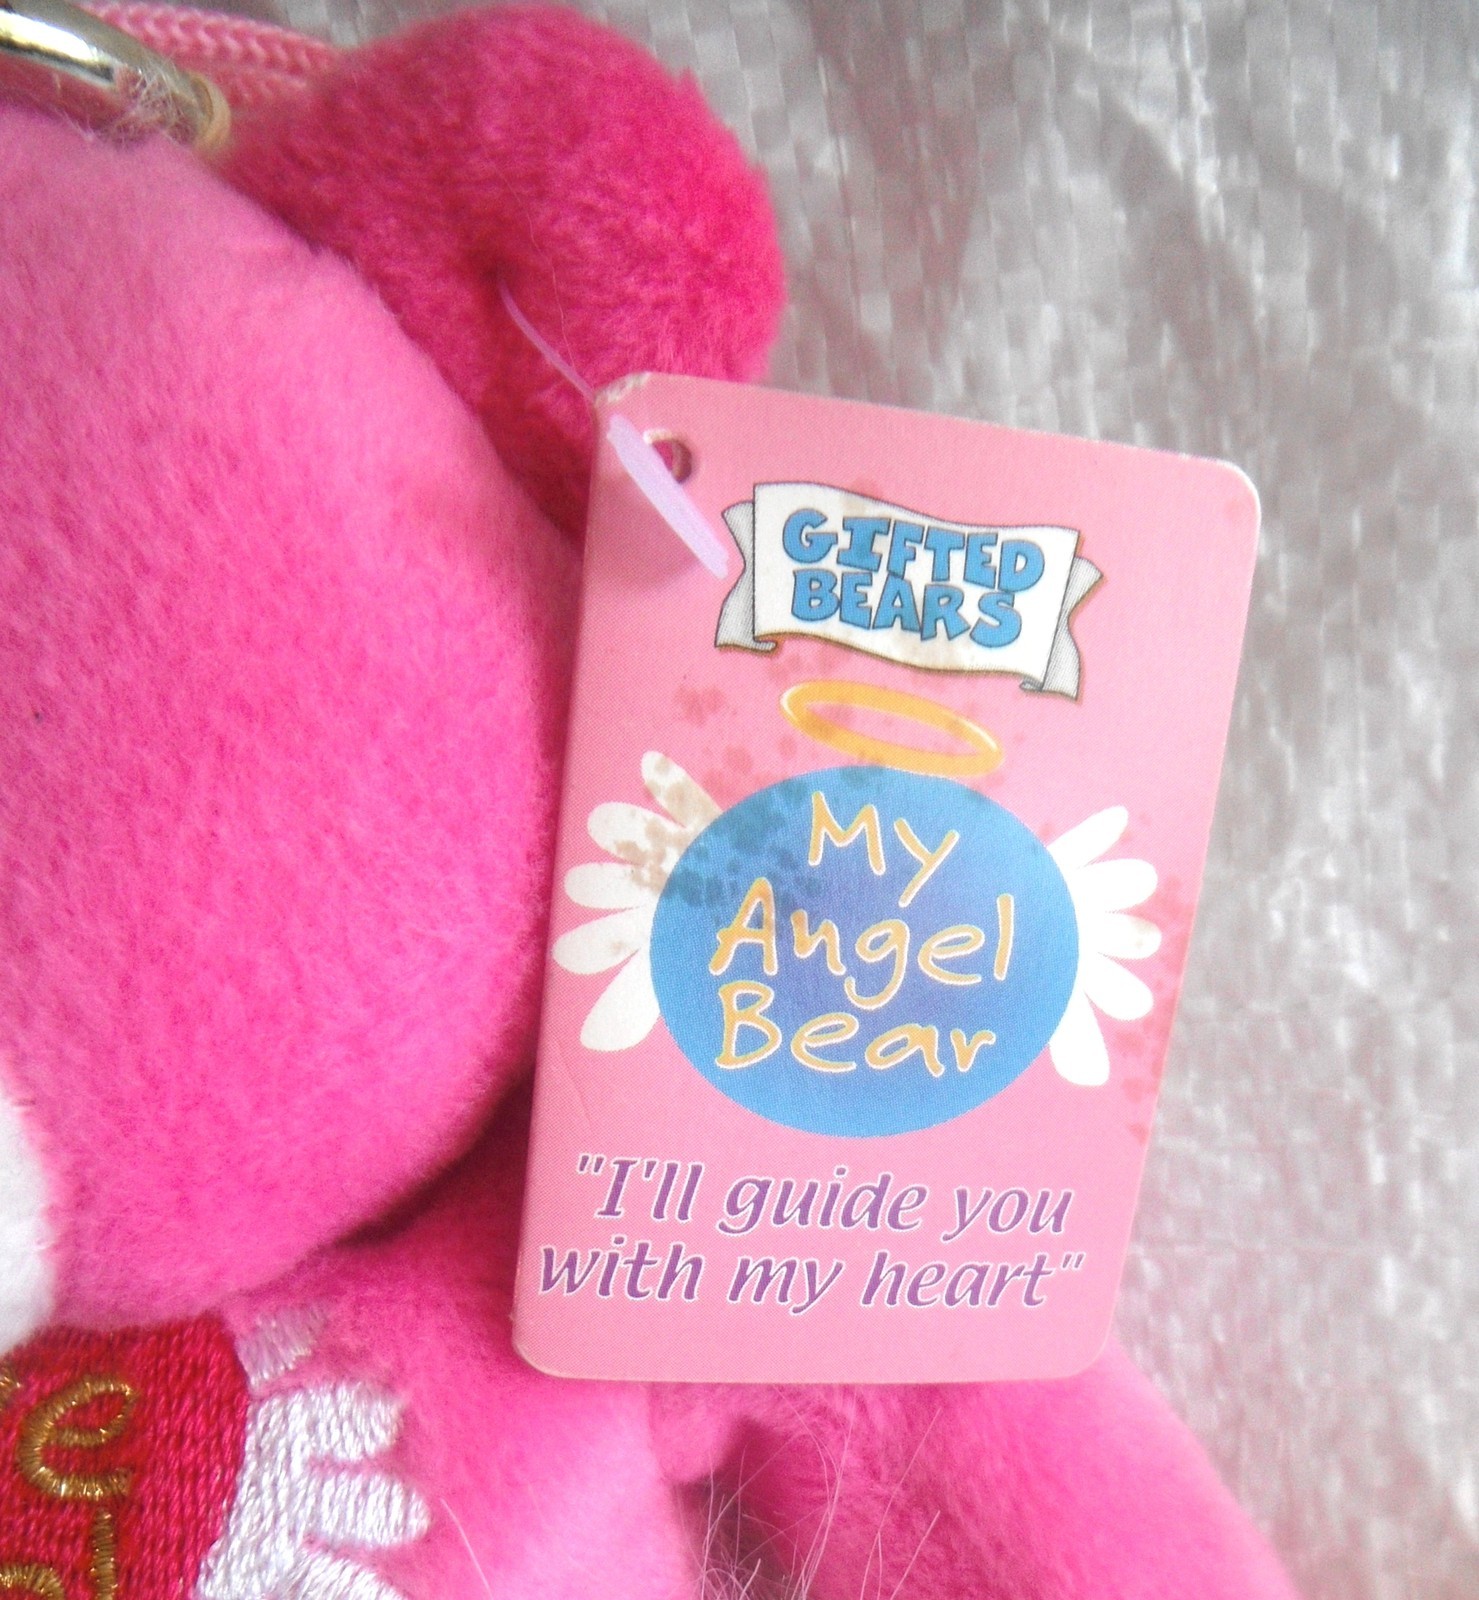 GIFTED
BEARS
My
Angel
Bear
"I'll guide you
with my heart"